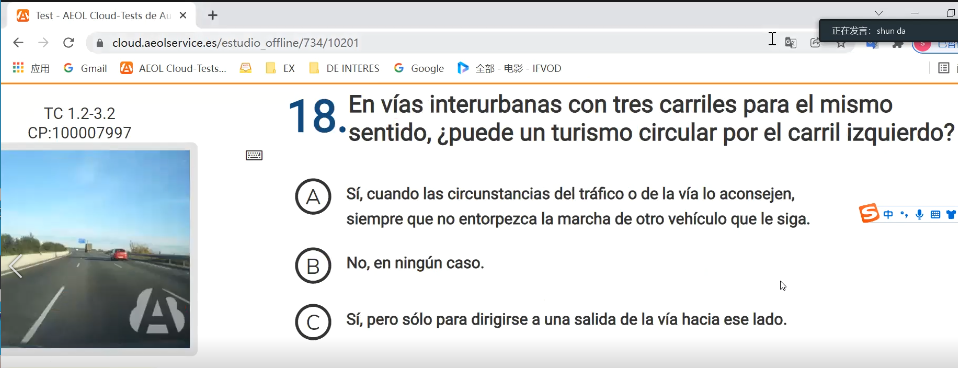 Test - AEOL Cloud-Tests de Au
正在发言：shun da
cloud.aeolservice.es/estudio_offline/734/10201
应用
Gmail
AEOL Cloud-Tests...
EX
DE INTERES
Google
全部 - 电影 - IFVOD
TC 1.2-3.2
CP:100007997
18. En vías interurbanas con tres carriles para el mismo
sentido, ¿puede un turismo circular por el carril izquierdo?
A Sí, cuando las circunstancias del tráfico o de la vía lo aconsejen,
siempre que no entorpezca la marcha de otro vehículo que le siga.
中
B No, en ningún caso.
C Sí, pero sólo para dirigirse a una salida de la vía hacia ese lado.